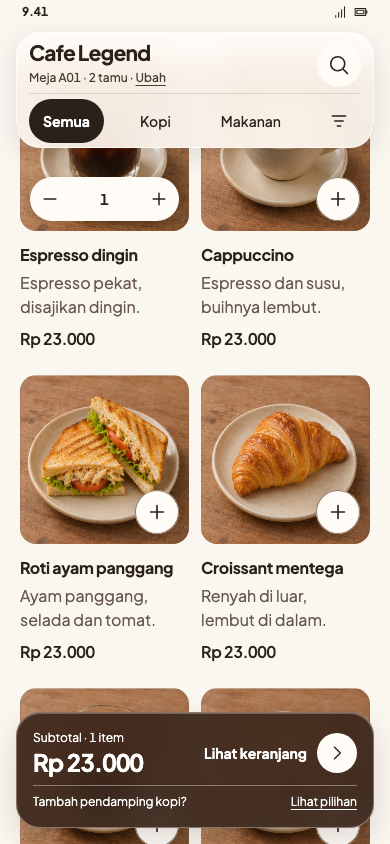 9.41
Cafe Legend
Meja A01 · 2 tamu · Ubah
Semua
Kopi
Makanan
1
Espresso dingin
Espresso pekat,
disajikan dingin.
Rp 23.000
Cappuccino
Espresso dan susu,
buihnya lembut.
Rp 23.000
Roti ayam panggang
Ayam panggang,
selada dan tomat.
Rp 23.000
Croissant mentega
Renyah di luar,
lembut di dalam.
Rp 23.000
Subtotal · 1 item
Rp 23.000
Lihat keranjang
Tambah pendamping kopi?
Lihat pilihan